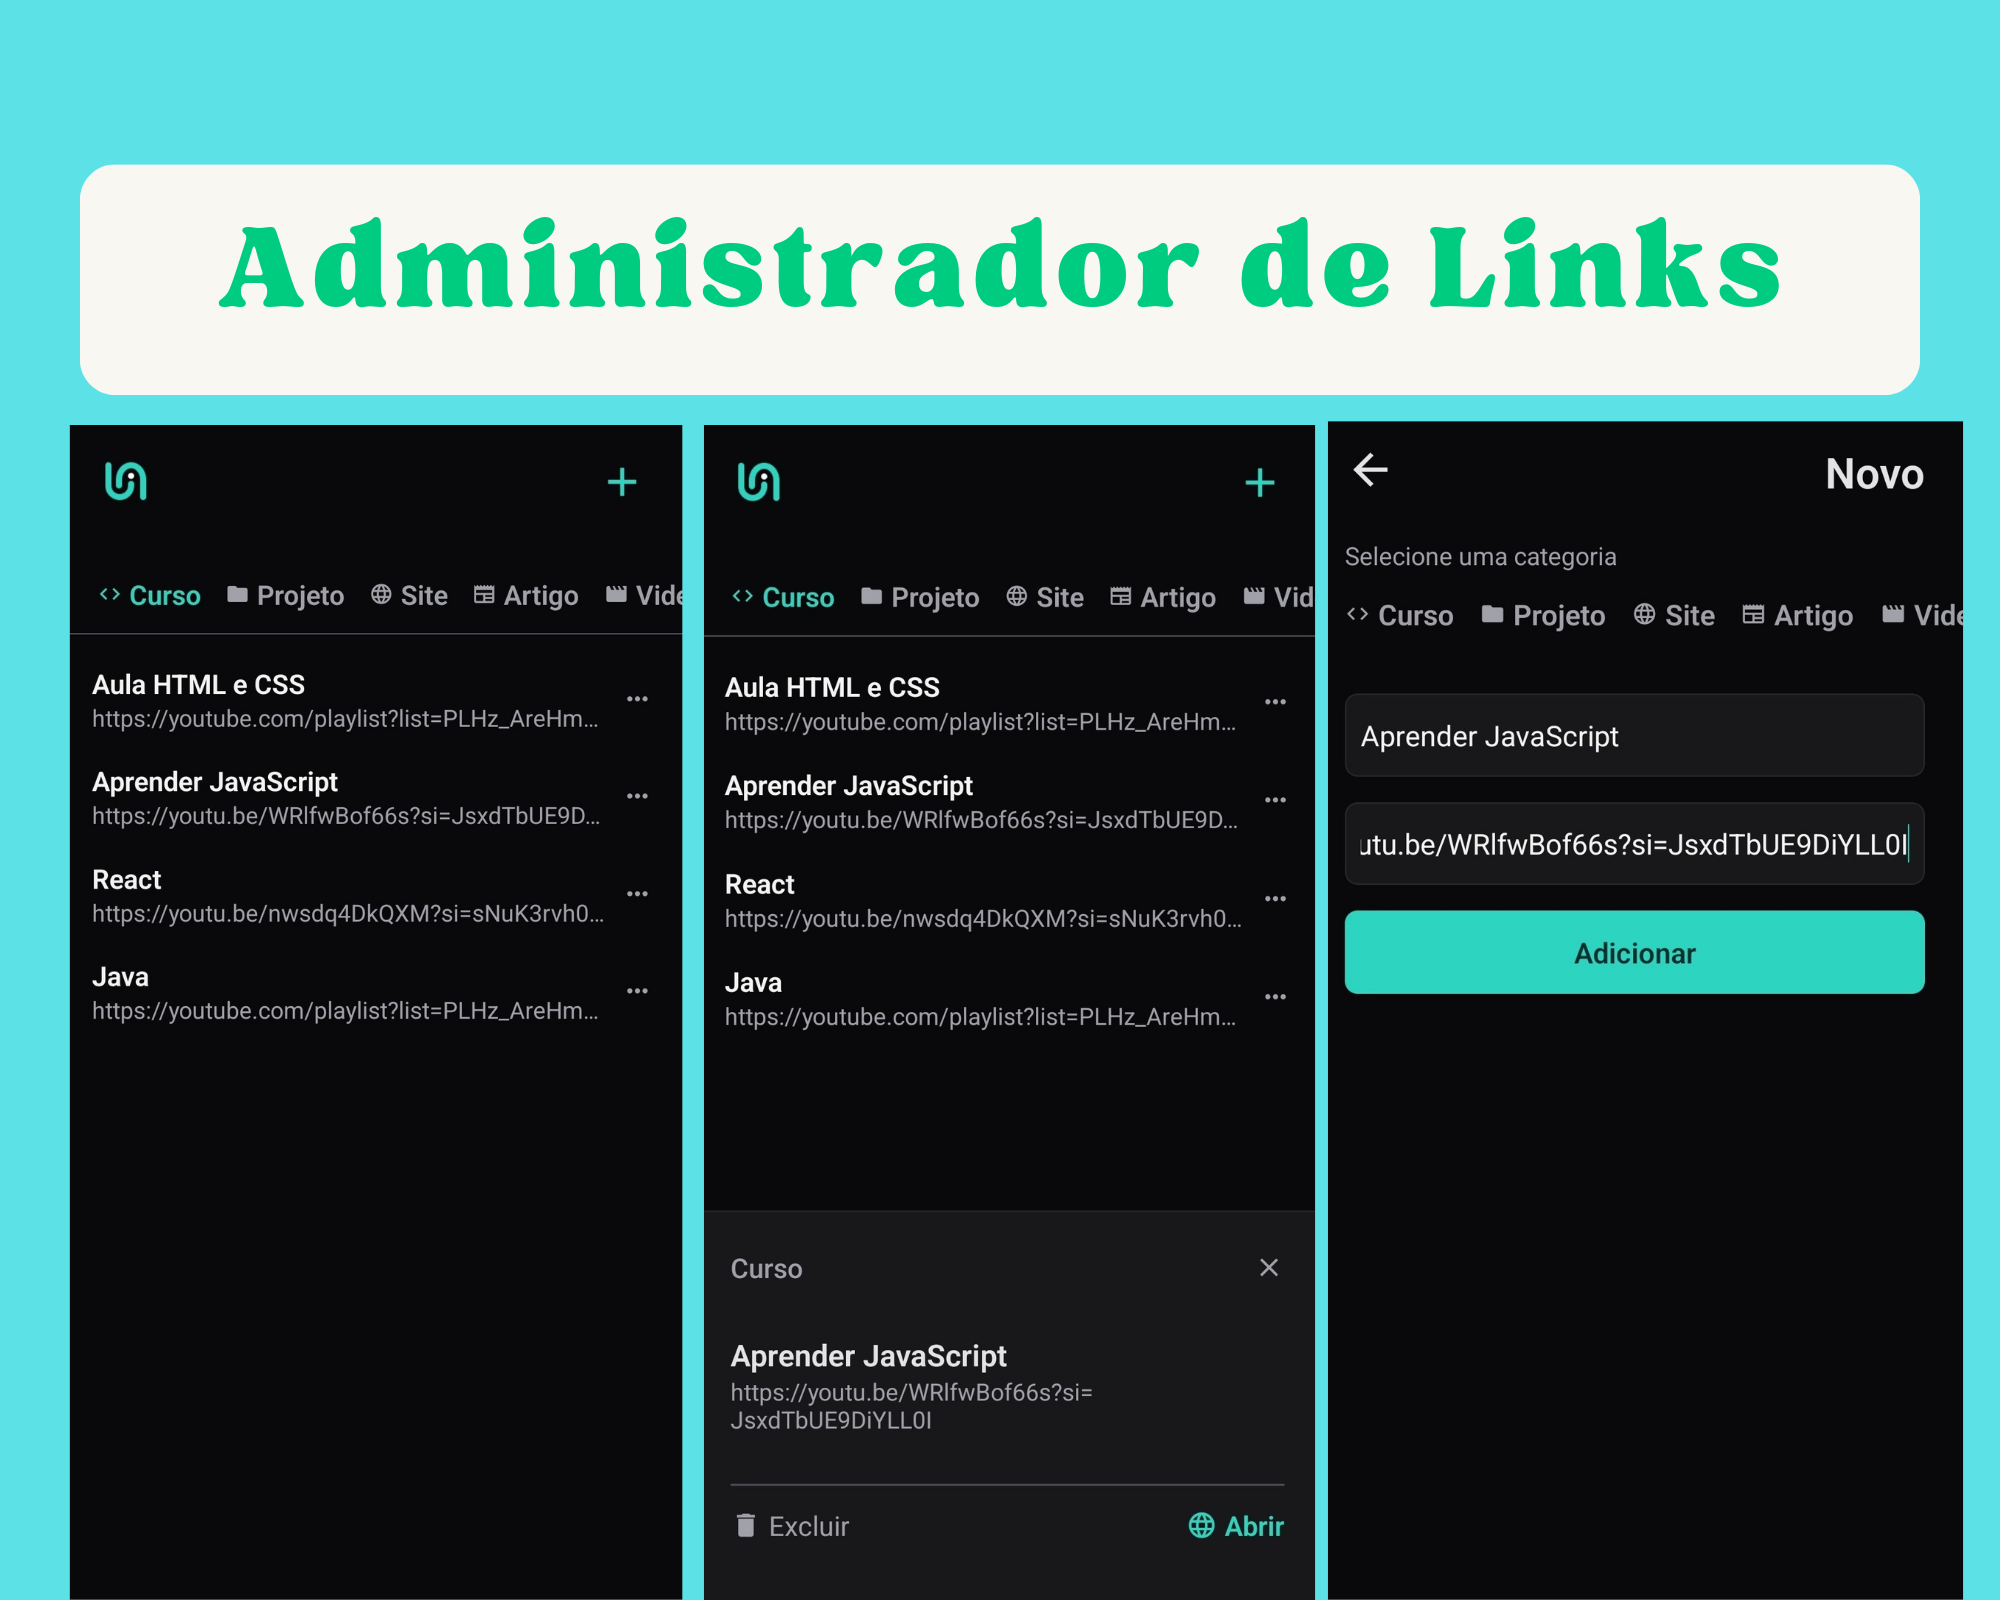 Administrador de Links
Curso Projeto Site Artigo Vide
Aula HTML e CSS
https://youtube.com/playlist?list=PLHz_AreHm...
Aprender JavaScript
https://youtu.be/WRlfwBof66s?si=JsxdTbUE9D...
React
https://youtu.be/nwsdq4DkQXM?si=sNuK3rvh0...
Java
https://youtube.com/playlist?list=PLHz_AreHm...
Curso Projeto Site Artigo Vid
Aula HTML e CSS
https://youtube.com/playlist?list=PLHz_AreHm...
Aprender JavaScript
https://youtu.be/WRlfwBof66s?si=JsxdTbUE9D...
React
https://youtu.be/nwsdq4DkQXM?si=sNuK3rvh0...
Java
https://youtube.com/playlist?list=PLHz_AreHm...
Curso
Aprender JavaScript
https://youtu.be/WRlfwBof66s?si=
JsxdTbUE9DiYLL0I
Excluir Abrir
Novo
Selecione uma categoria
Curso Projeto Site Artigo Vide
Aprender JavaScript
utu.be/WRlfwBof66s?si=JsxdTbUE9DiYLL0I
Adicionar